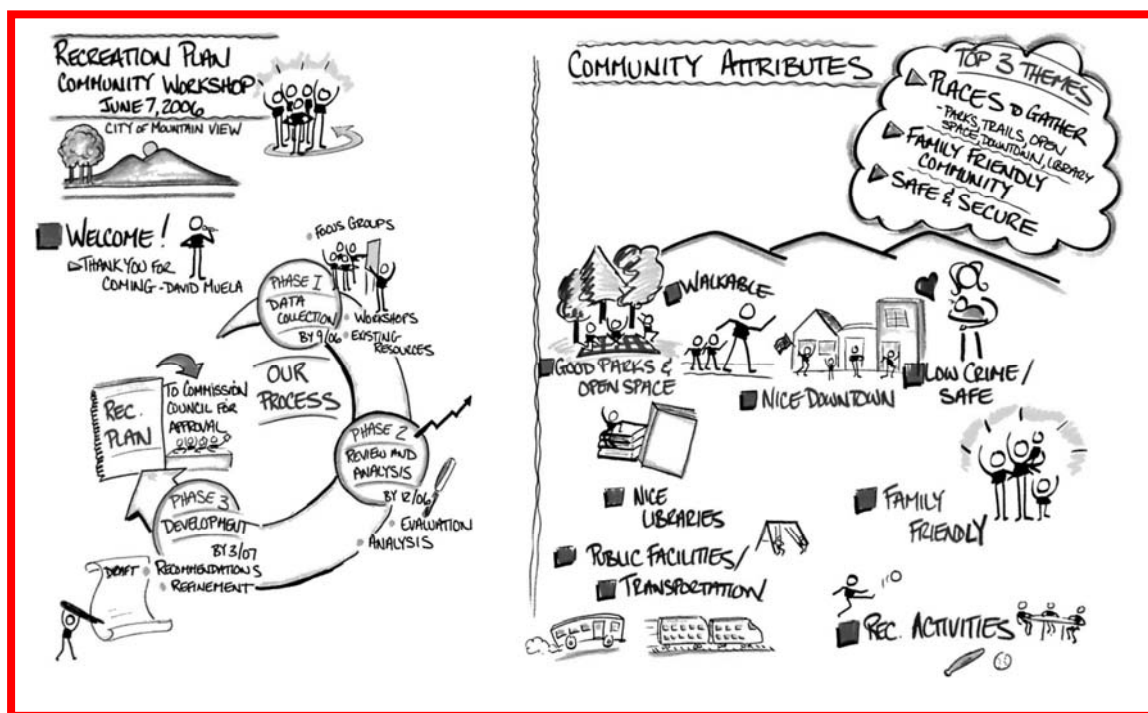 RECREATION PLAN
COMMUNITY WORKSHOP
JUNE 7, 2006
CITY OF MOUNTAIN VIEW
WELCOME!
THANK YOU FOR
COMING - DAVID MUELA
FOCUS GROUPS
PHASE 1
DATA
COLLECTION
BY 9/06
WORKSHOPS
EXISTING
RESOURCES
OUR
PROCESS
REC.
PLAN
TO COMMISSION
COUNCIL FOR
APPROVAL
PHASE 2
REVIEW AND
ANALYSIS
BY 12/06
EVALUATION
ANALYSIS
PHASE 3
DEVELOPMENT
BY 3/07
RECOMMENDATIONS
REFINEMENT
DRAFT
COMMUNITY ATTRIBUTES
TOP 3 THEMES
PLACES TO GATHER
- PARKS, TRAILS, OPEN
SPACE, DOWNTOWN, LIBRARY
FAMILY FRIENDLY
COMMUNITY
SAFE & SECURE
WALKABLE
GOOD PARKS &
OPEN SPACE
NICE DOWNTOWN
LOW CRIME/
SAFE
NICE
LIBRARIES
FAMILY
FRIENDLY
PUBLIC FACILITIES/
TRANSPORTATION
REC. ACTIVITIES